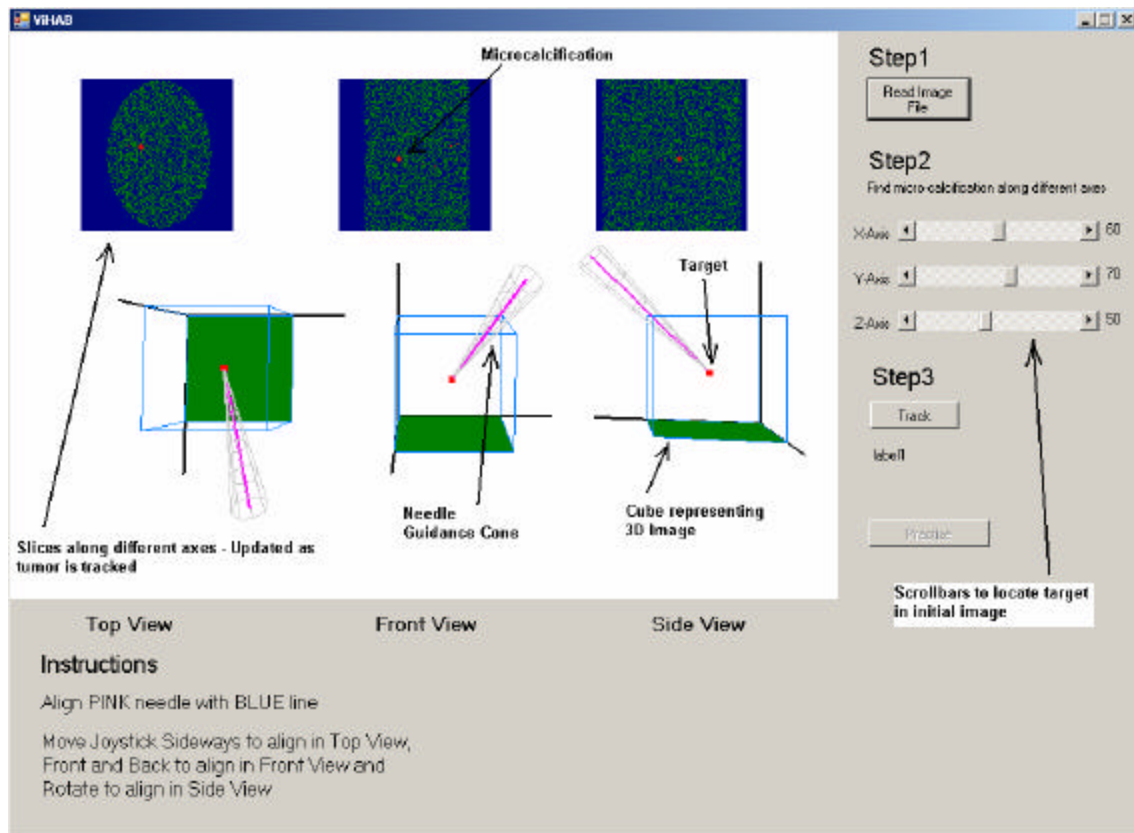 ViHAB
Microcalcification
Step1
Read Image
File
Step2
Find micro-calcification along different axes
X-Axis 60
Y-Axis 70
Z-Axis 50
Target
Step3
Track
label1
Needle
Guidance Cone
Cube representing
3D Image
Slices along different axes - Updated as
tumor is tracked
Practise
Scrollbars to locate target
in initial image
Top View
Front View
Side View
Instructions
Align PINK needle with BLUE line
Move Joystick Sideways to align in Top View,
Front and Back to align in Front View and
Rotate to align in Side View